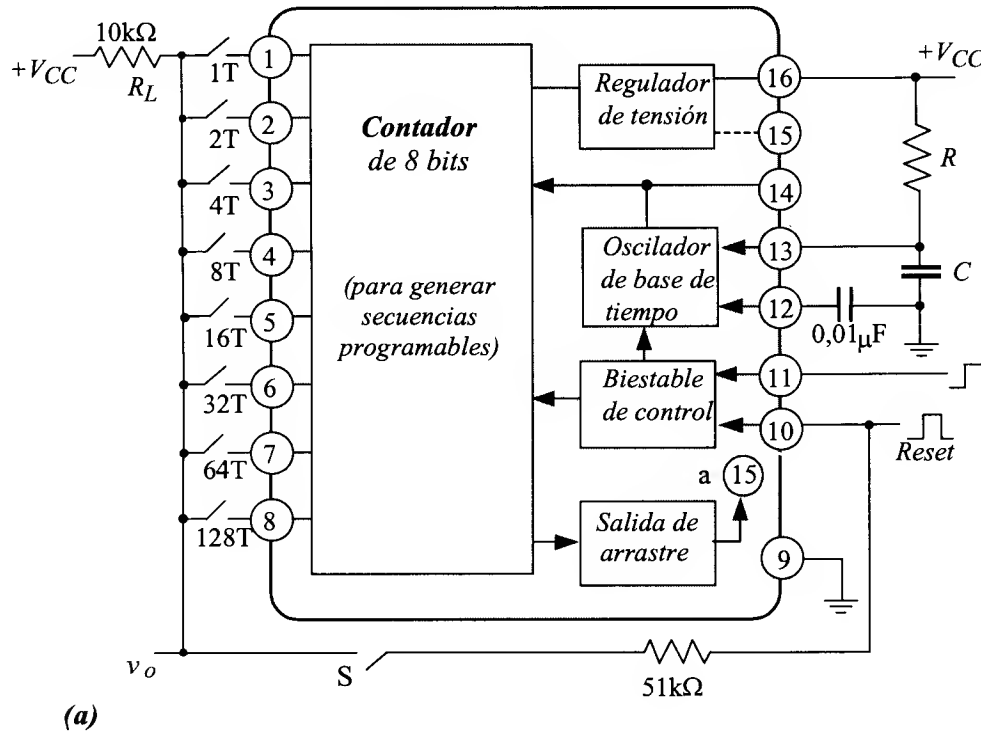 10kΩ
+V_CC
R_L
1T
1
2T
2
4T
3
8T
4
16T
5
32T
6
64T
7
128T
8
Contador
de 8 bits
(para generar
secuencias
programables)
Regulador
de tensión
16
+V_CC
15
14
R
Oscilador
de base de
tiempo
13
C
12
0,01μF
Biestable
de control
11
10
Reset
a
15
Salida de
arrastre
9
v_o
S
51kΩ
(a)